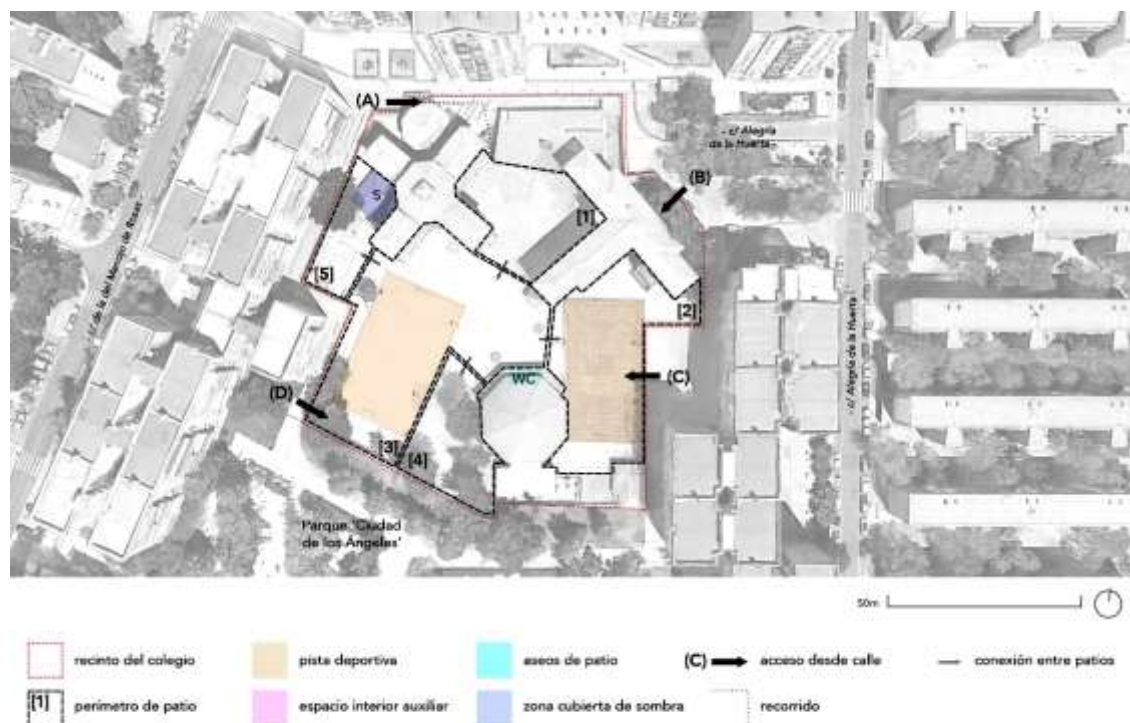 (A)
- c/ Alegría
de la Huerta -
(B)
S
[1]
[5]
[2]
WC
(C)
(D)
[3]
[4]
- c/ Alegría de la Huerta -
Parque 'Ciudad
de los Ángeles'
50m
recinto del colegio
pista deportiva
aseos de patio
(C) acceso desde calle
conexión entre patios
[1] perímetro de patio
espacio interior auxiliar
zona cubierta de sombra
recorrido